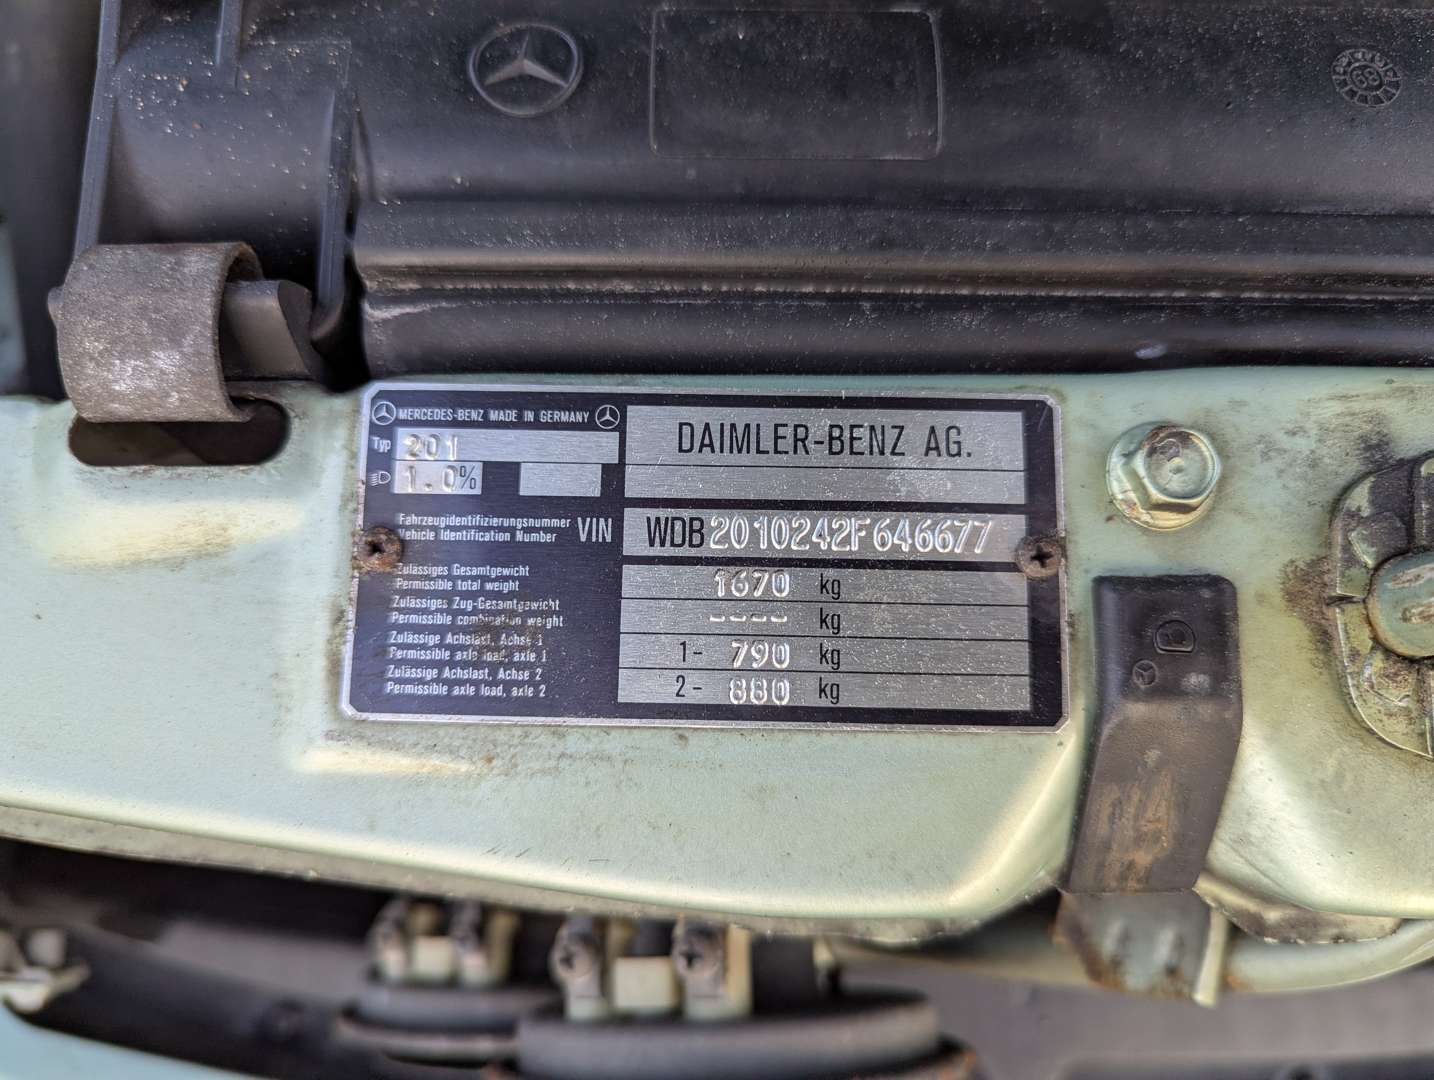 68
MERCEDES-BENZ MADE IN GERMANY
Typ 201
1.0%
DAIMLER-BENZ AG.
Fahrzeugidentifizierungsnummer
Vehicle Identification Number
VIN
WDB2010242F646677
Zulässiges Gesamtgewicht
Permissible total weight
1670 kg
Zulässiges Zug-Gesamtgewicht
Permissible combination weight
---- kg
Zulässige Achslast, Achse 1
Permissible axle load, axle 1
1- 790 kg
Zulässige Achslast, Achse 2
Permissible axle load, axle 2
2- 880 kg